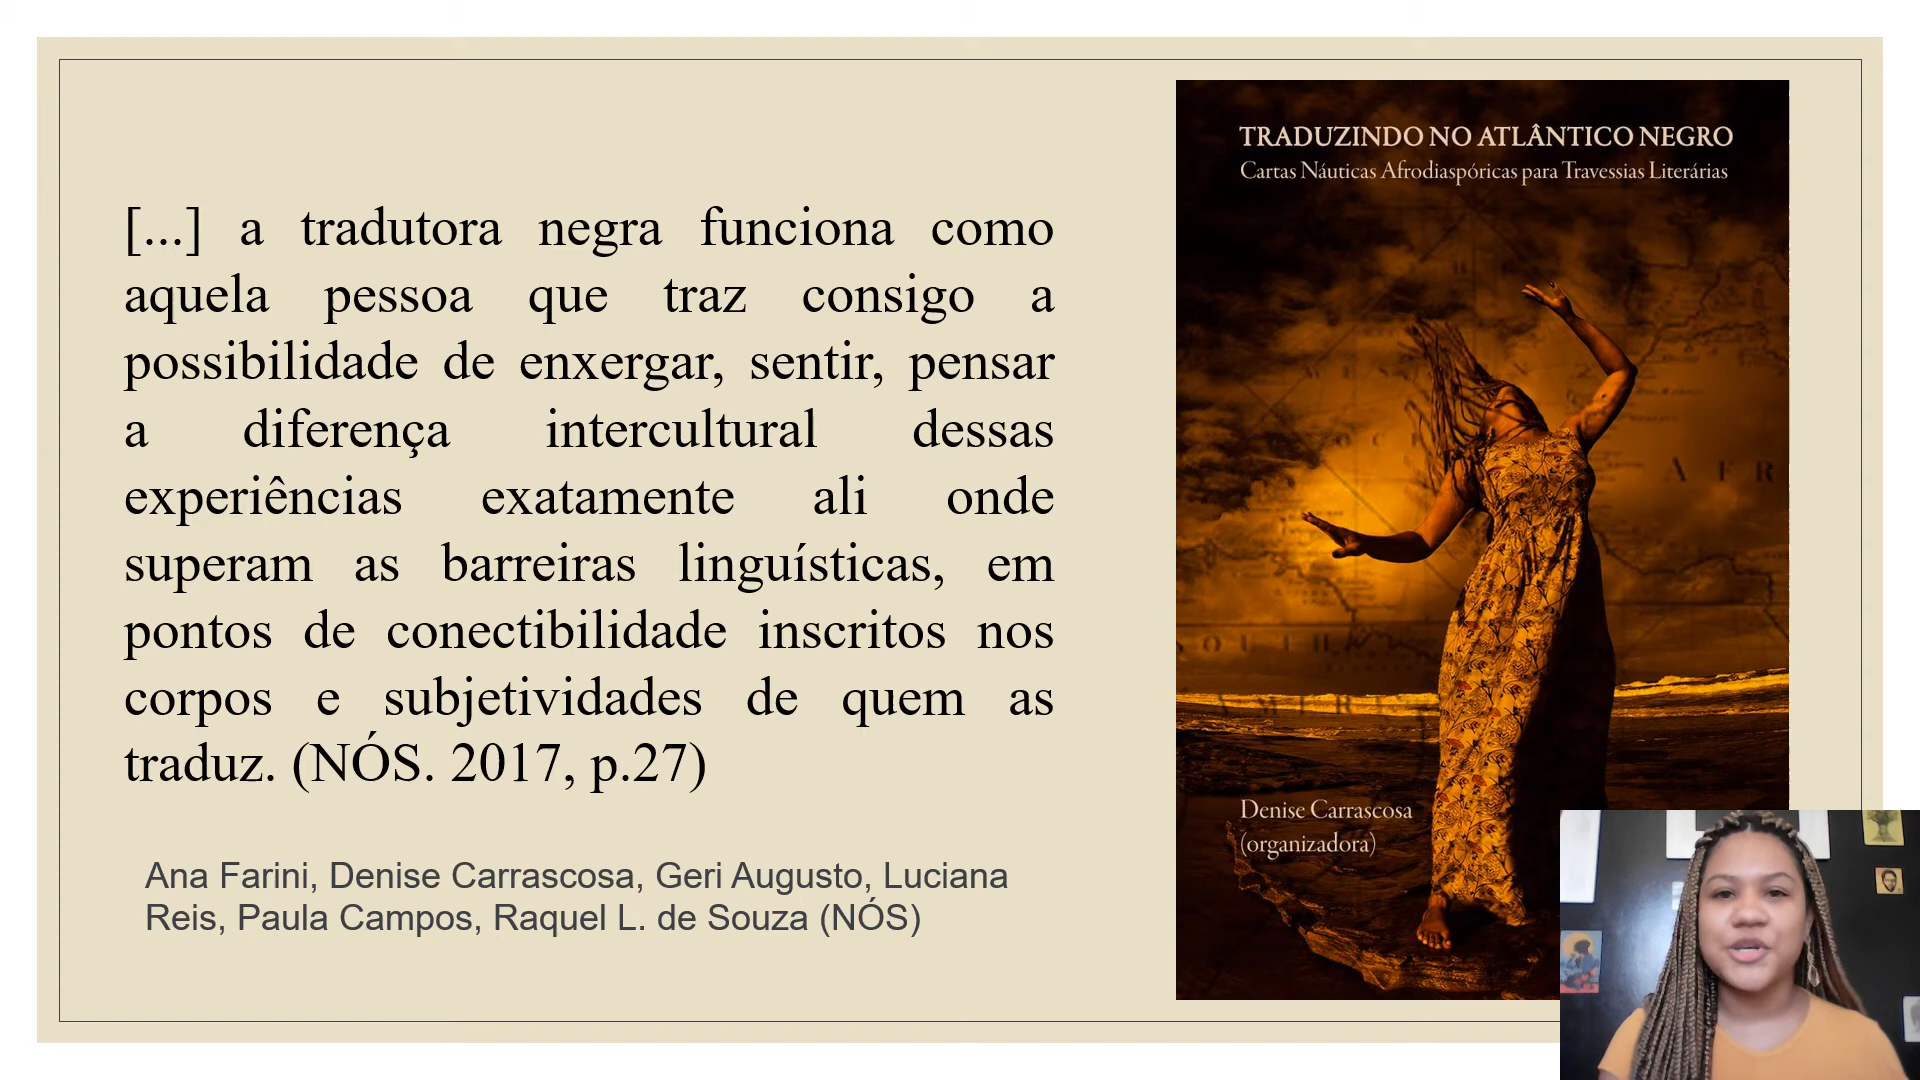 [...] a tradutora negra funciona como
aquela pessoa que traz consigo a
possibilidade de enxergar, sentir, pensar
a diferença intercultural dessas
experiências exatamente ali onde
superam as barreiras linguísticas, em
pontos de conectibilidade inscritos nos
corpos e subjetividades de quem as
traduz. (NÓS. 2017, p.27)
Ana Farini, Denise Carrascosa, Geri Augusto, Luciana
Reis, Paula Campos, Raquel L. de Souza (NÓS)
TRADUZINDO NO ATLÂNTICO NEGRO
Cartas Náuticas Afrodiaspóricas para Travessias Literárias
A F R
SOUTH
AMERI
Denise Carrascosa
(organizadora)